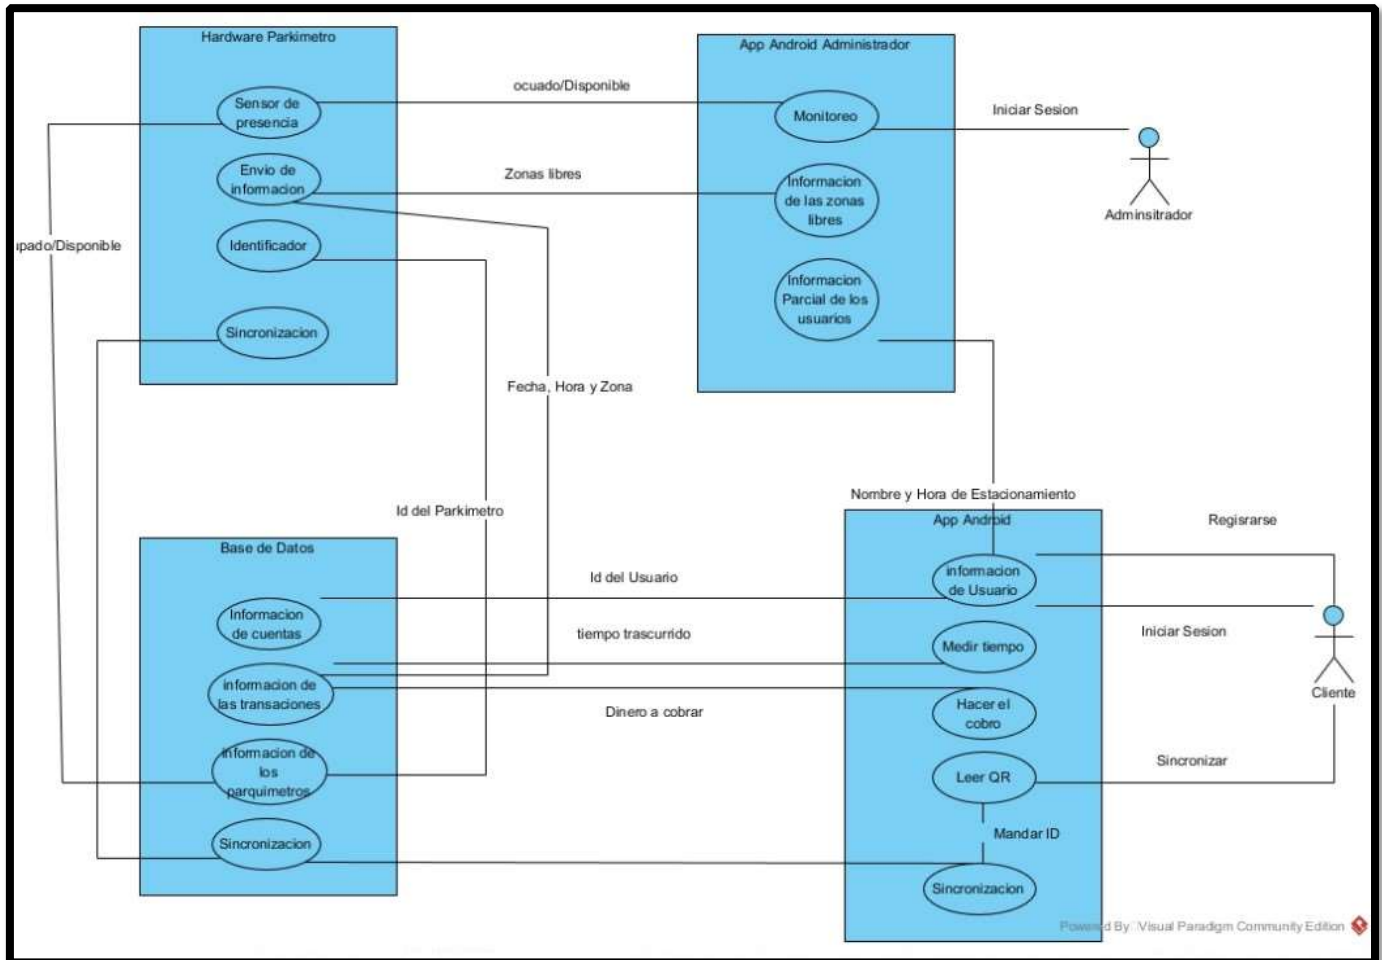 Hardware Parkimetro
Sensor de
presencia
Envio de
informacion
Identificador
Sincronizacion
App Android Administrador
Monitoreo
Informacion
de las zonas
libres
Informacion
Parcial de los
usuarios
ocuado/Disponible
Zonas libres
Iniciar Sesion
Adminsitrador
upado/Disponible
Fecha, Hora y Zona
Id del Parkimetro
Nombre y Hora de Estacionamiento
Base de Datos
Informacion
de cuentas
informacion de
las transaciones
Informacion de
los
parquimetros
Sincronizacion
Id del Usuario
tiempo trascurrido
Dinero a cobrar
App Android
informacion
de Usuario
Medir tiempo
Hacer el
cobro
Leer QR
Mandar ID
Sincronizacion
Regisrarse
Iniciar Sesion
Cliente
Sincronizar
Powered By Visual Paradigm Community Edition